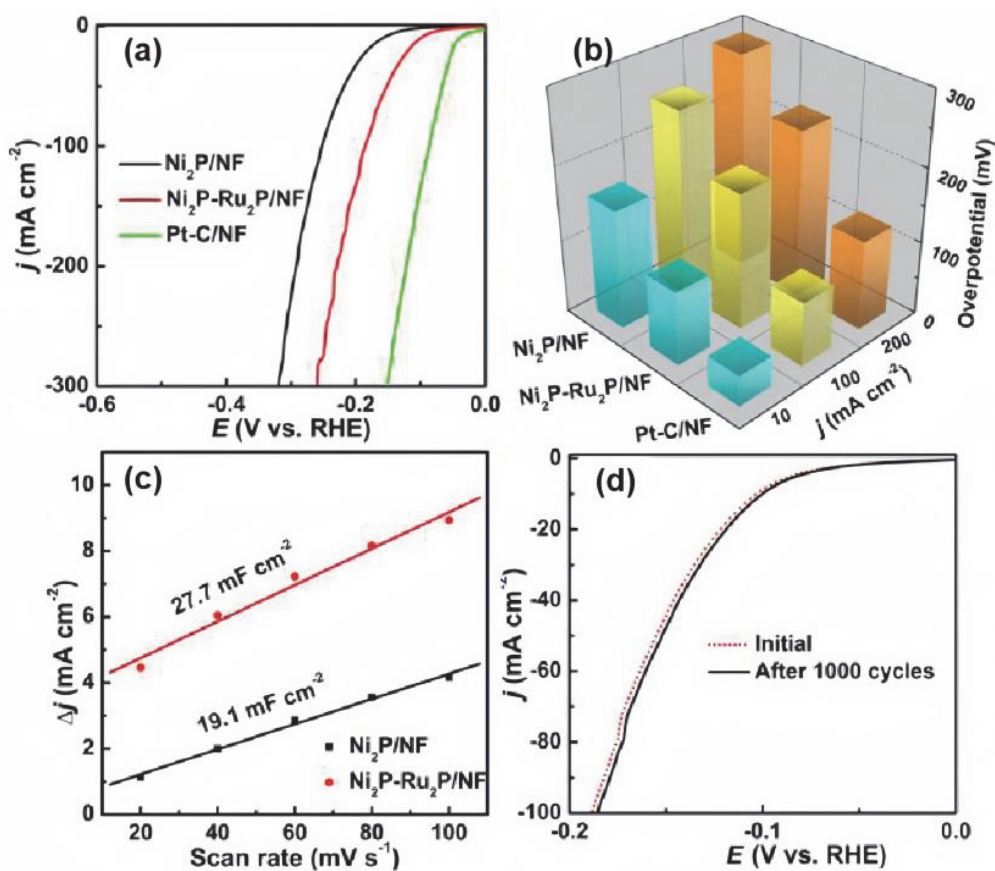 (a)
0
-100
-200
-300
j (mA cm⁻²)
Ni₂P/NF
Ni₂P-Ru₂P/NF
Pt-C/NF
-0.6
-0.4
-0.2
0.0
E (V vs. RHE)
(b)
300
200
100
0
Overpotential (mV)
Ni₂P/NF
Ni₂P-Ru₂P/NF
Pt-C/NF
10
100
200
j (mA cm⁻²)
(c)
10
8
6
4
2
0
Δj (mA cm⁻²)
27.7 mF cm⁻²
19.1 mF cm⁻²
Ni₂P/NF
Ni₂P-Ru₂P/NF
20
40
60
80
100
Scan rate (mV s⁻¹)
(d)
0
-20
-40
-60
-80
-100
j (mA cm⁻²)
Initial
After 1000 cycles
-0.2
-0.1
0.0
E (V vs. RHE)